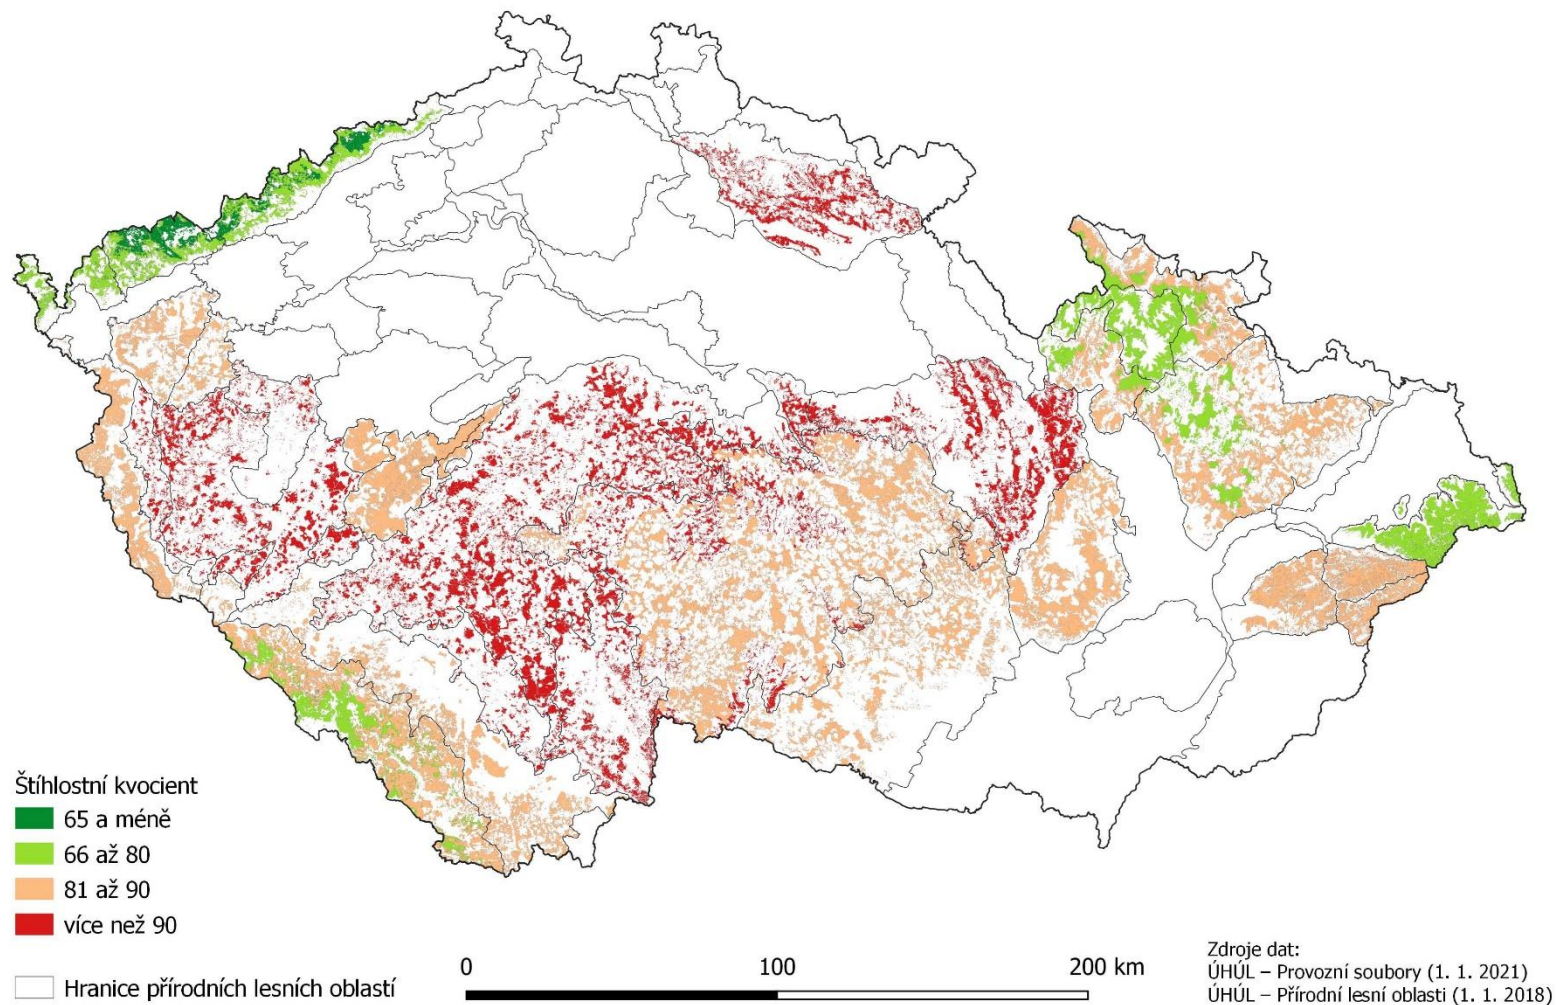 Štíhlostní kvocient
65 a méně
66 až 80
81 až 90
více než 90
Hranice přírodních lesních oblastí
0 100 200 km
Zdroje dat:
ÚHÚL – Provozní soubory (1. 1. 2021)
ÚHÚL – Přírodní lesní oblasti (1. 1. 2018)